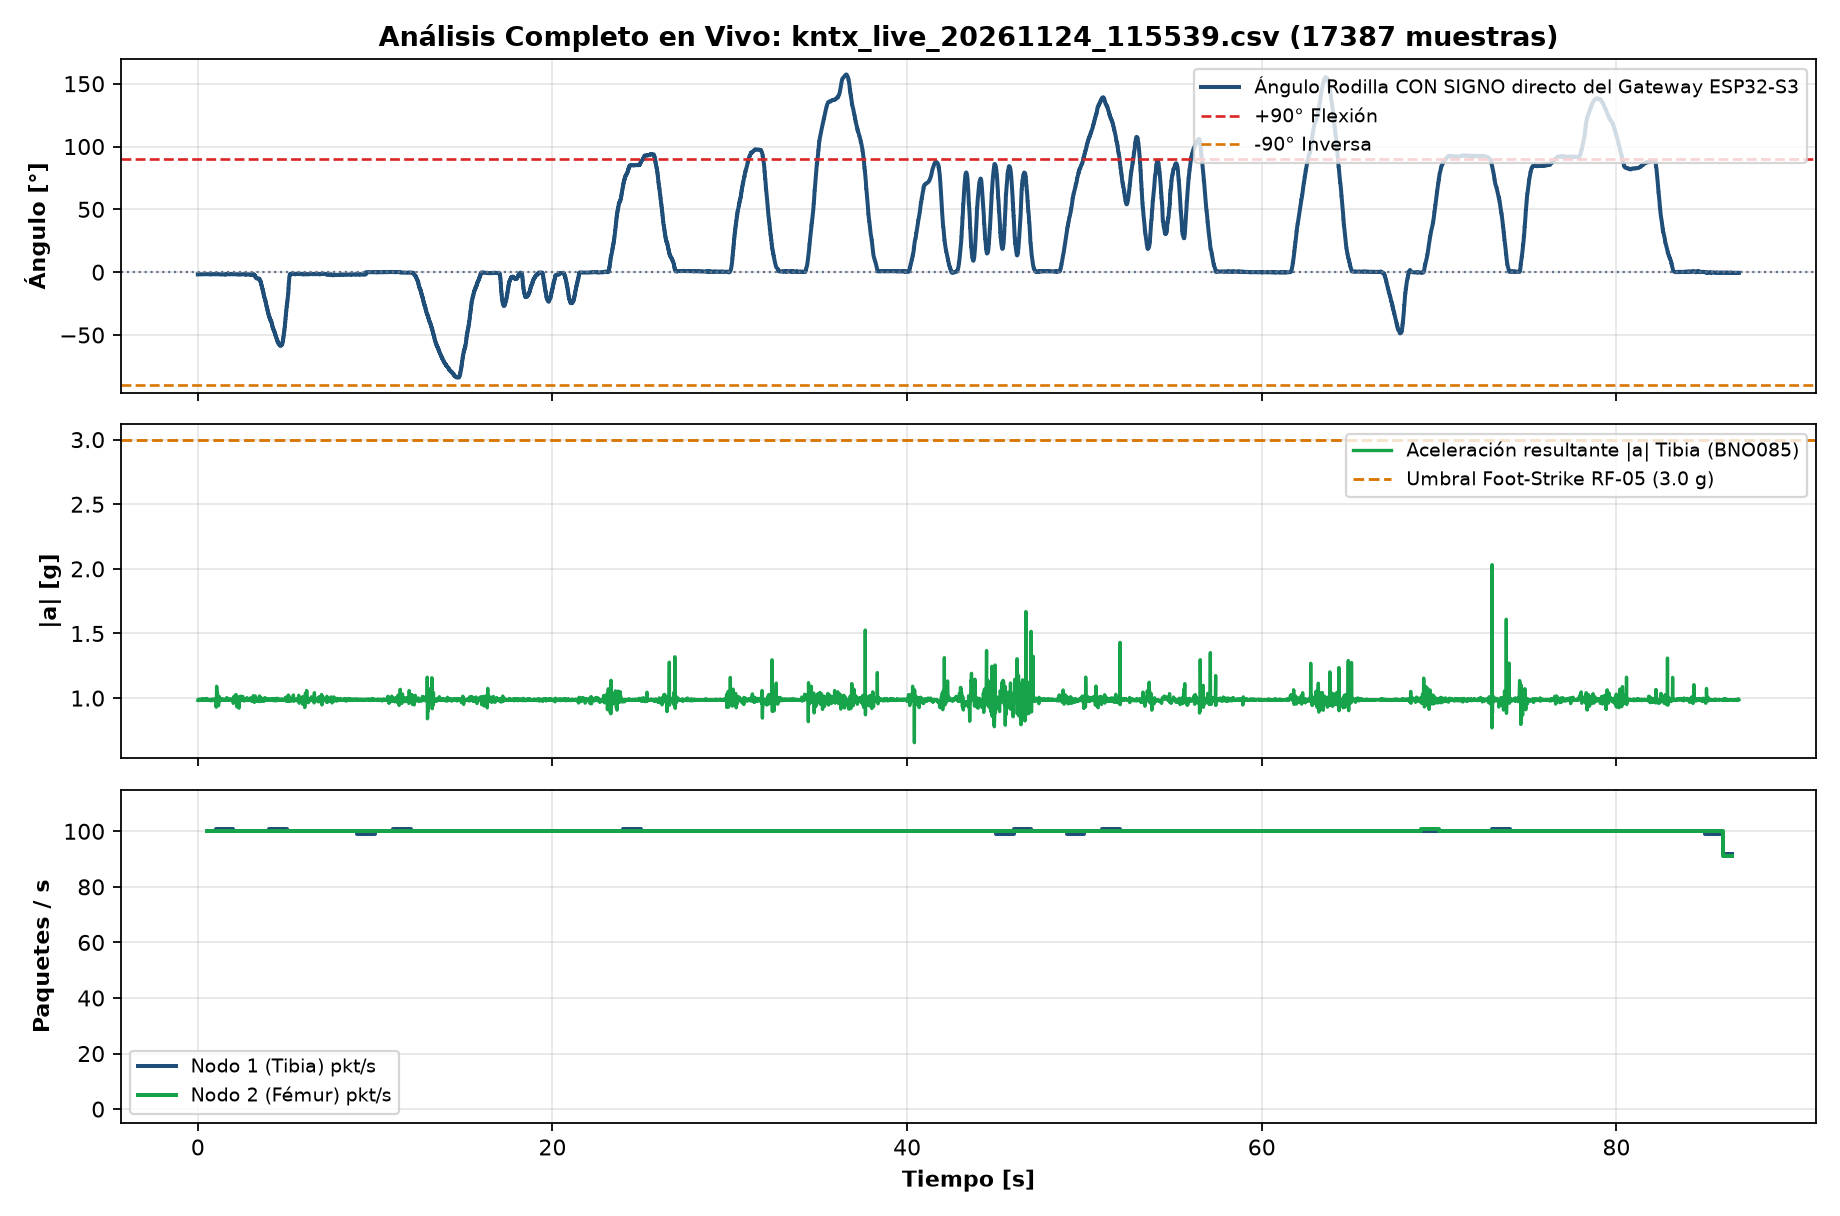 Análisis Completo en Vivo: kntx_live_20261124_115539.csv (17387 muestras)
Ángulo [°]
150
100
50
0
−50
Ángulo Rodilla CON SIGNO directo del Gateway ESP32-S3
+90° Flexión
-90° Inversa
|a| [g]
3.0
2.5
2.0
1.5
1.0
Aceleración resultante |a| Tibia (BNO085)
Umbral Foot-Strike RF-05 (3.0 g)
Paquetes / s
100
80
60
40
20
0
Nodo 1 (Tibia) pkt/s
Nodo 2 (Fémur) pkt/s
0 20 40 60 80
Tiempo [s]